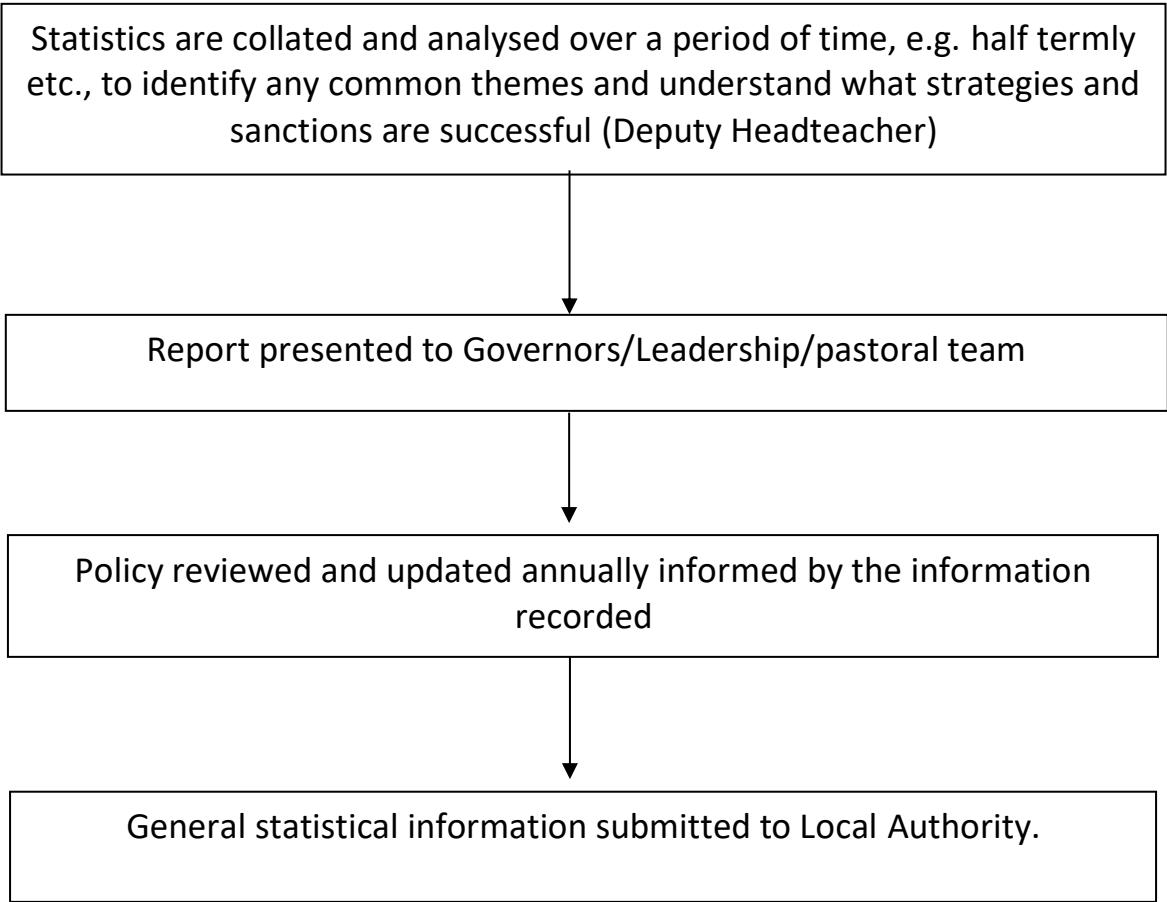 Statistics are collated and analysed over a period of time, e.g. half termly
etc., to identify any common themes and understand what strategies and
sanctions are successful (Deputy Headteacher)
Report presented to Governors/Leadership/pastoral team
Policy reviewed and updated annually informed by the information
recorded
General statistical information submitted to Local Authority.